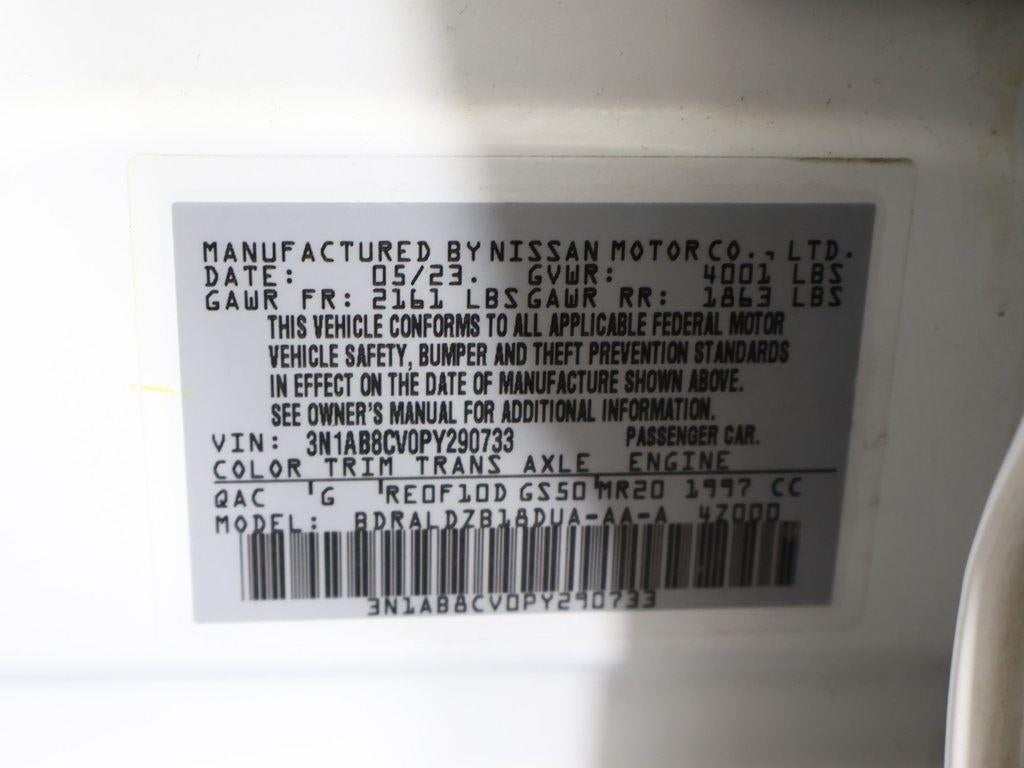 MANUFACTURED BY NISSAN MOTOR CO., LTD.
DATE: 05/23. GVWR: 4001 LBS
GAWR FR: 2161 LBS GAWR RR: 1863 LBS
THIS VEHICLE CONFORMS TO ALL APPLICABLE FEDERAL MOTOR
VEHICLE SAFETY, BUMPER AND THEFT PREVENTION STANDARDS
IN EFFECT ON THE DATE OF MANUFACTURE SHOWN ABOVE.
SEE OWNER'S MANUAL FOR ADDITIONAL INFORMATION.
VIN: 3N1AB8CV0PY290733 PASSENGER CAR.
COLOR TRIM TRANS AXLE ENGINE
QAC G RE0F10D GS50 MR20 1997 CC
MODEL: BDRALDZB18DUA-AA-A 4Z000
3N1AB8CV0PY290733